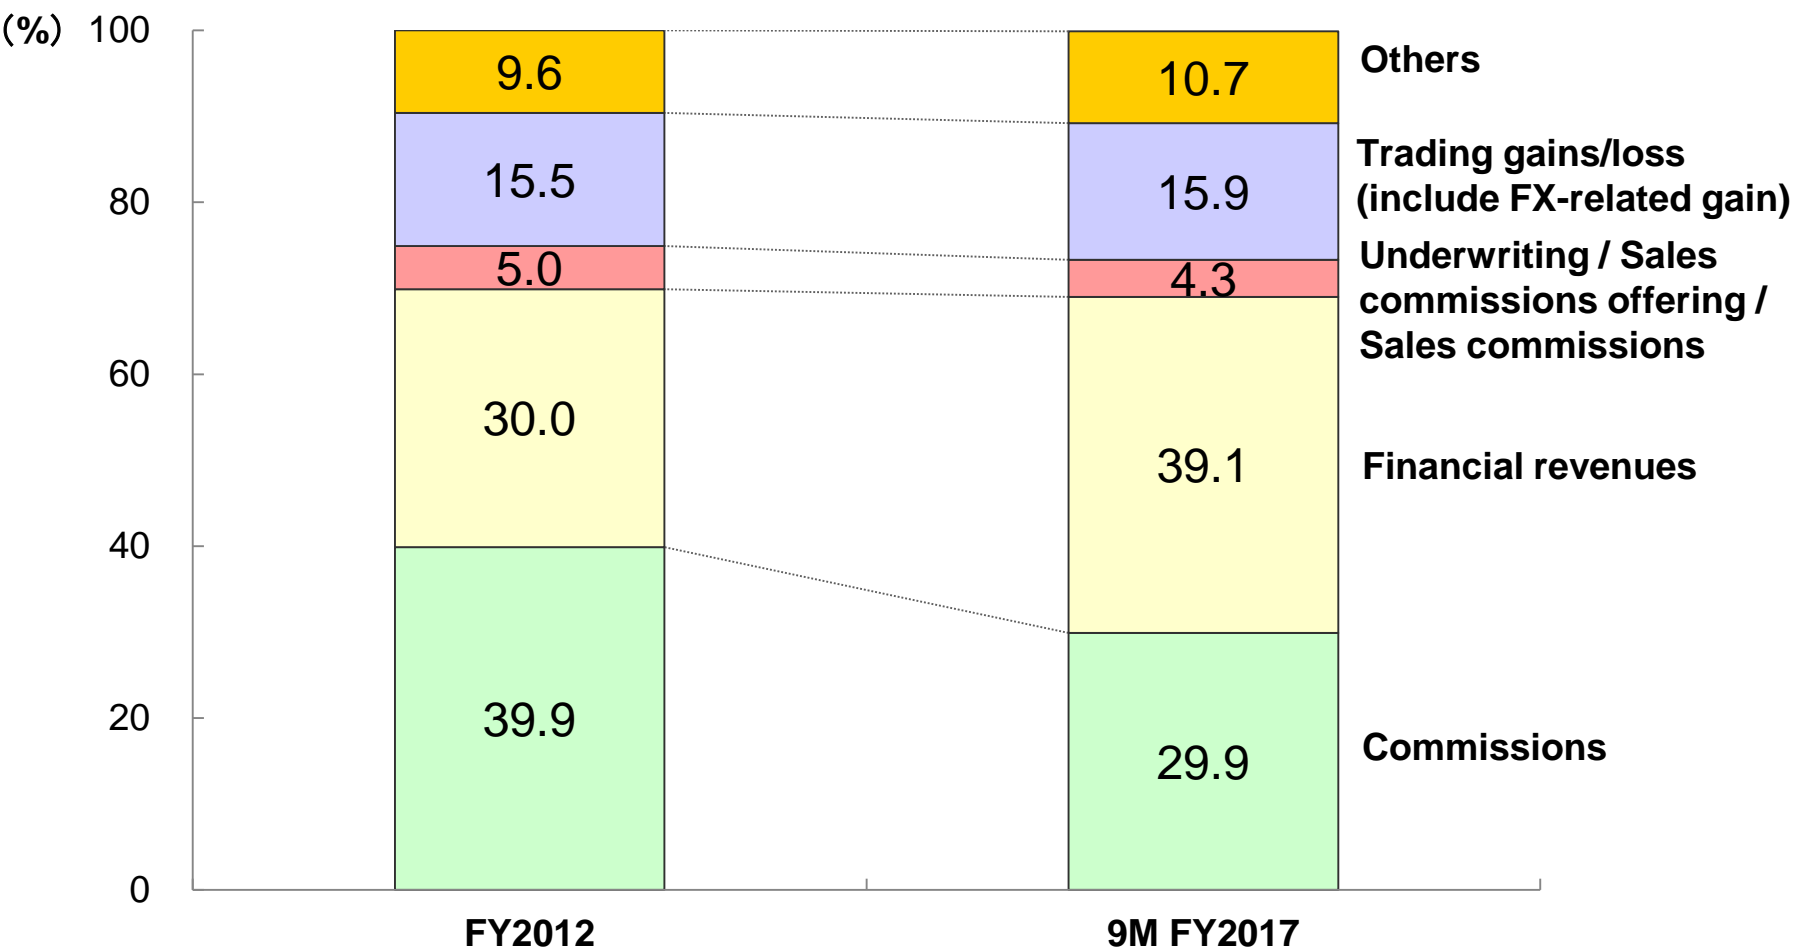 (%)
100
80
60
40
20
0
9.6
15.5
5.0
30.0
39.9
10.7
15.9
4.3
39.1
29.9
Others
Trading gains/loss
(include FX-related gain)
Underwriting / Sales
commissions offering /
Sales commissions
Financial revenues
Commissions
FY2012
9M FY2017